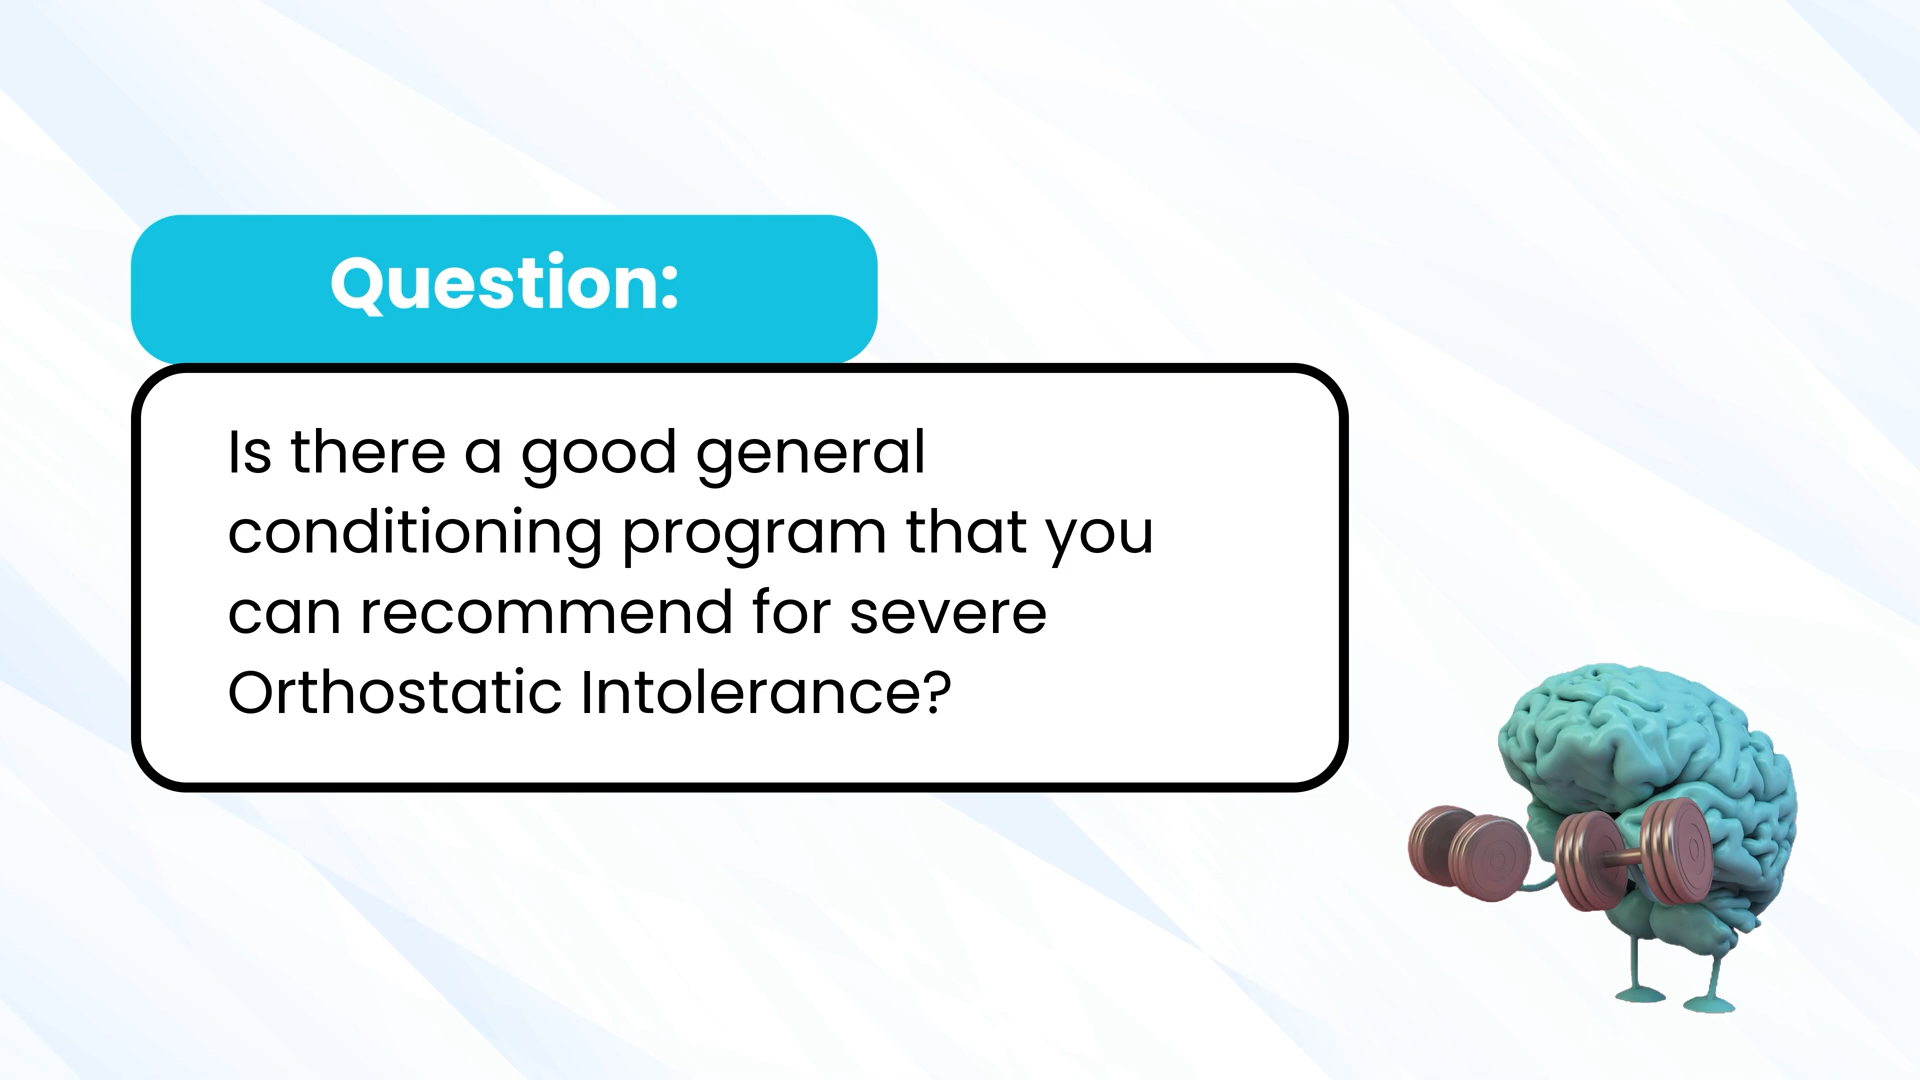 Question:
Is there a good general
conditioning program that you
can recommend for severe
Orthostatic Intolerance?